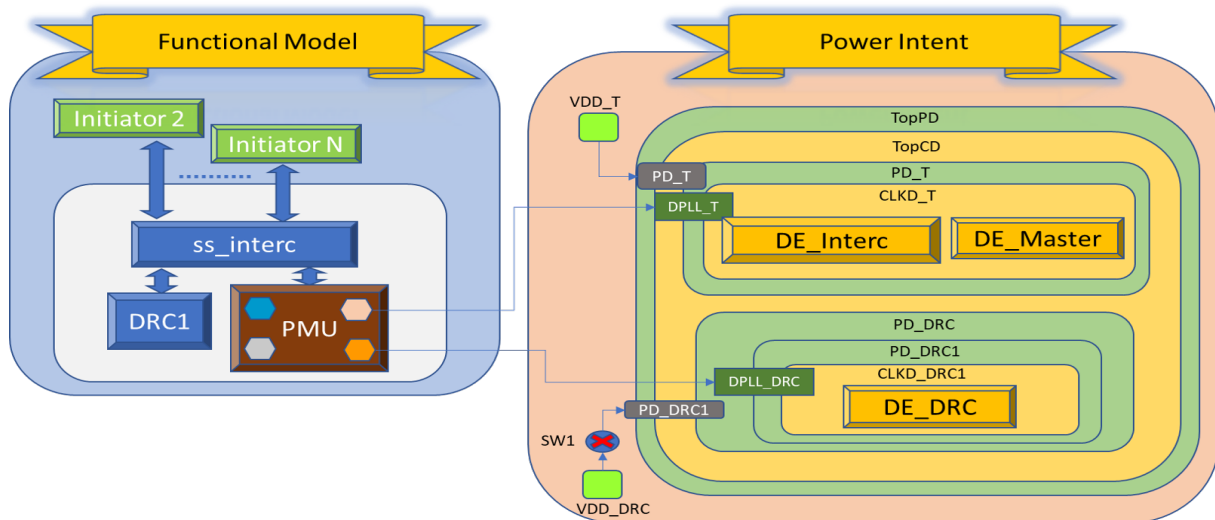 Functional Model
Initiator 2
Initiator N
ss_interc
DRC1
PMU
Power Intent
VDD_T
TopPD
TopCD
PD_T
PD_T
CLKD_T
DPLL_T
DE_Interc
DE_Master
PD_DRC
PD_DRC1
CLKD_DRC1
DPLL_DRC
DE_DRC
PD_DRC1
SW1
VDD_DRC